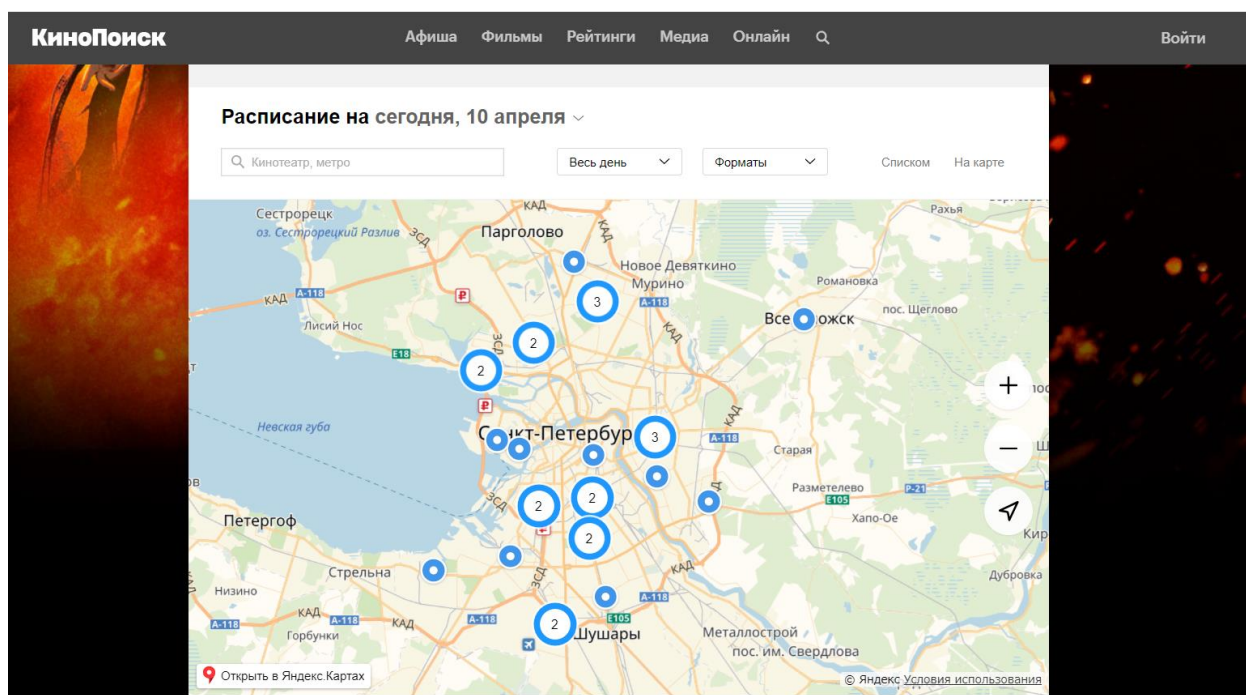 КиноПоиск
Афиша Фильмы Рейтинги Медиа Онлайн
Войти
Расписание на сегодня, 10 апреля
Кинотеатр, метро
Весь день
Форматы
Списком На карте
КАД
Рахья
Сестрорецк
оз. Сестрорецкий Разлив
ЗСД
Парголово
КАД
Новое Девяткино
Мурино
Романовка
КАД A-118
A-118
пос. Щеглово
Лисий Нос
КАД
E18
ЗСД
3
2
2
Невская губа
КАД
3
A-118
Старая
Разметелево
E105
P-21
ЗСД
2
2
2
Хапо-Ое
Петергоф
Стрельна
КАД
Дубровка
Низино
ЗСД
A-118
КАД
A-118
КАД
A-118
E105
Горбунки
2
Шушары
Металлострой
пос. им. Свердлова
Открыть в Яндекс.Картах
© Яндекс Условия использования